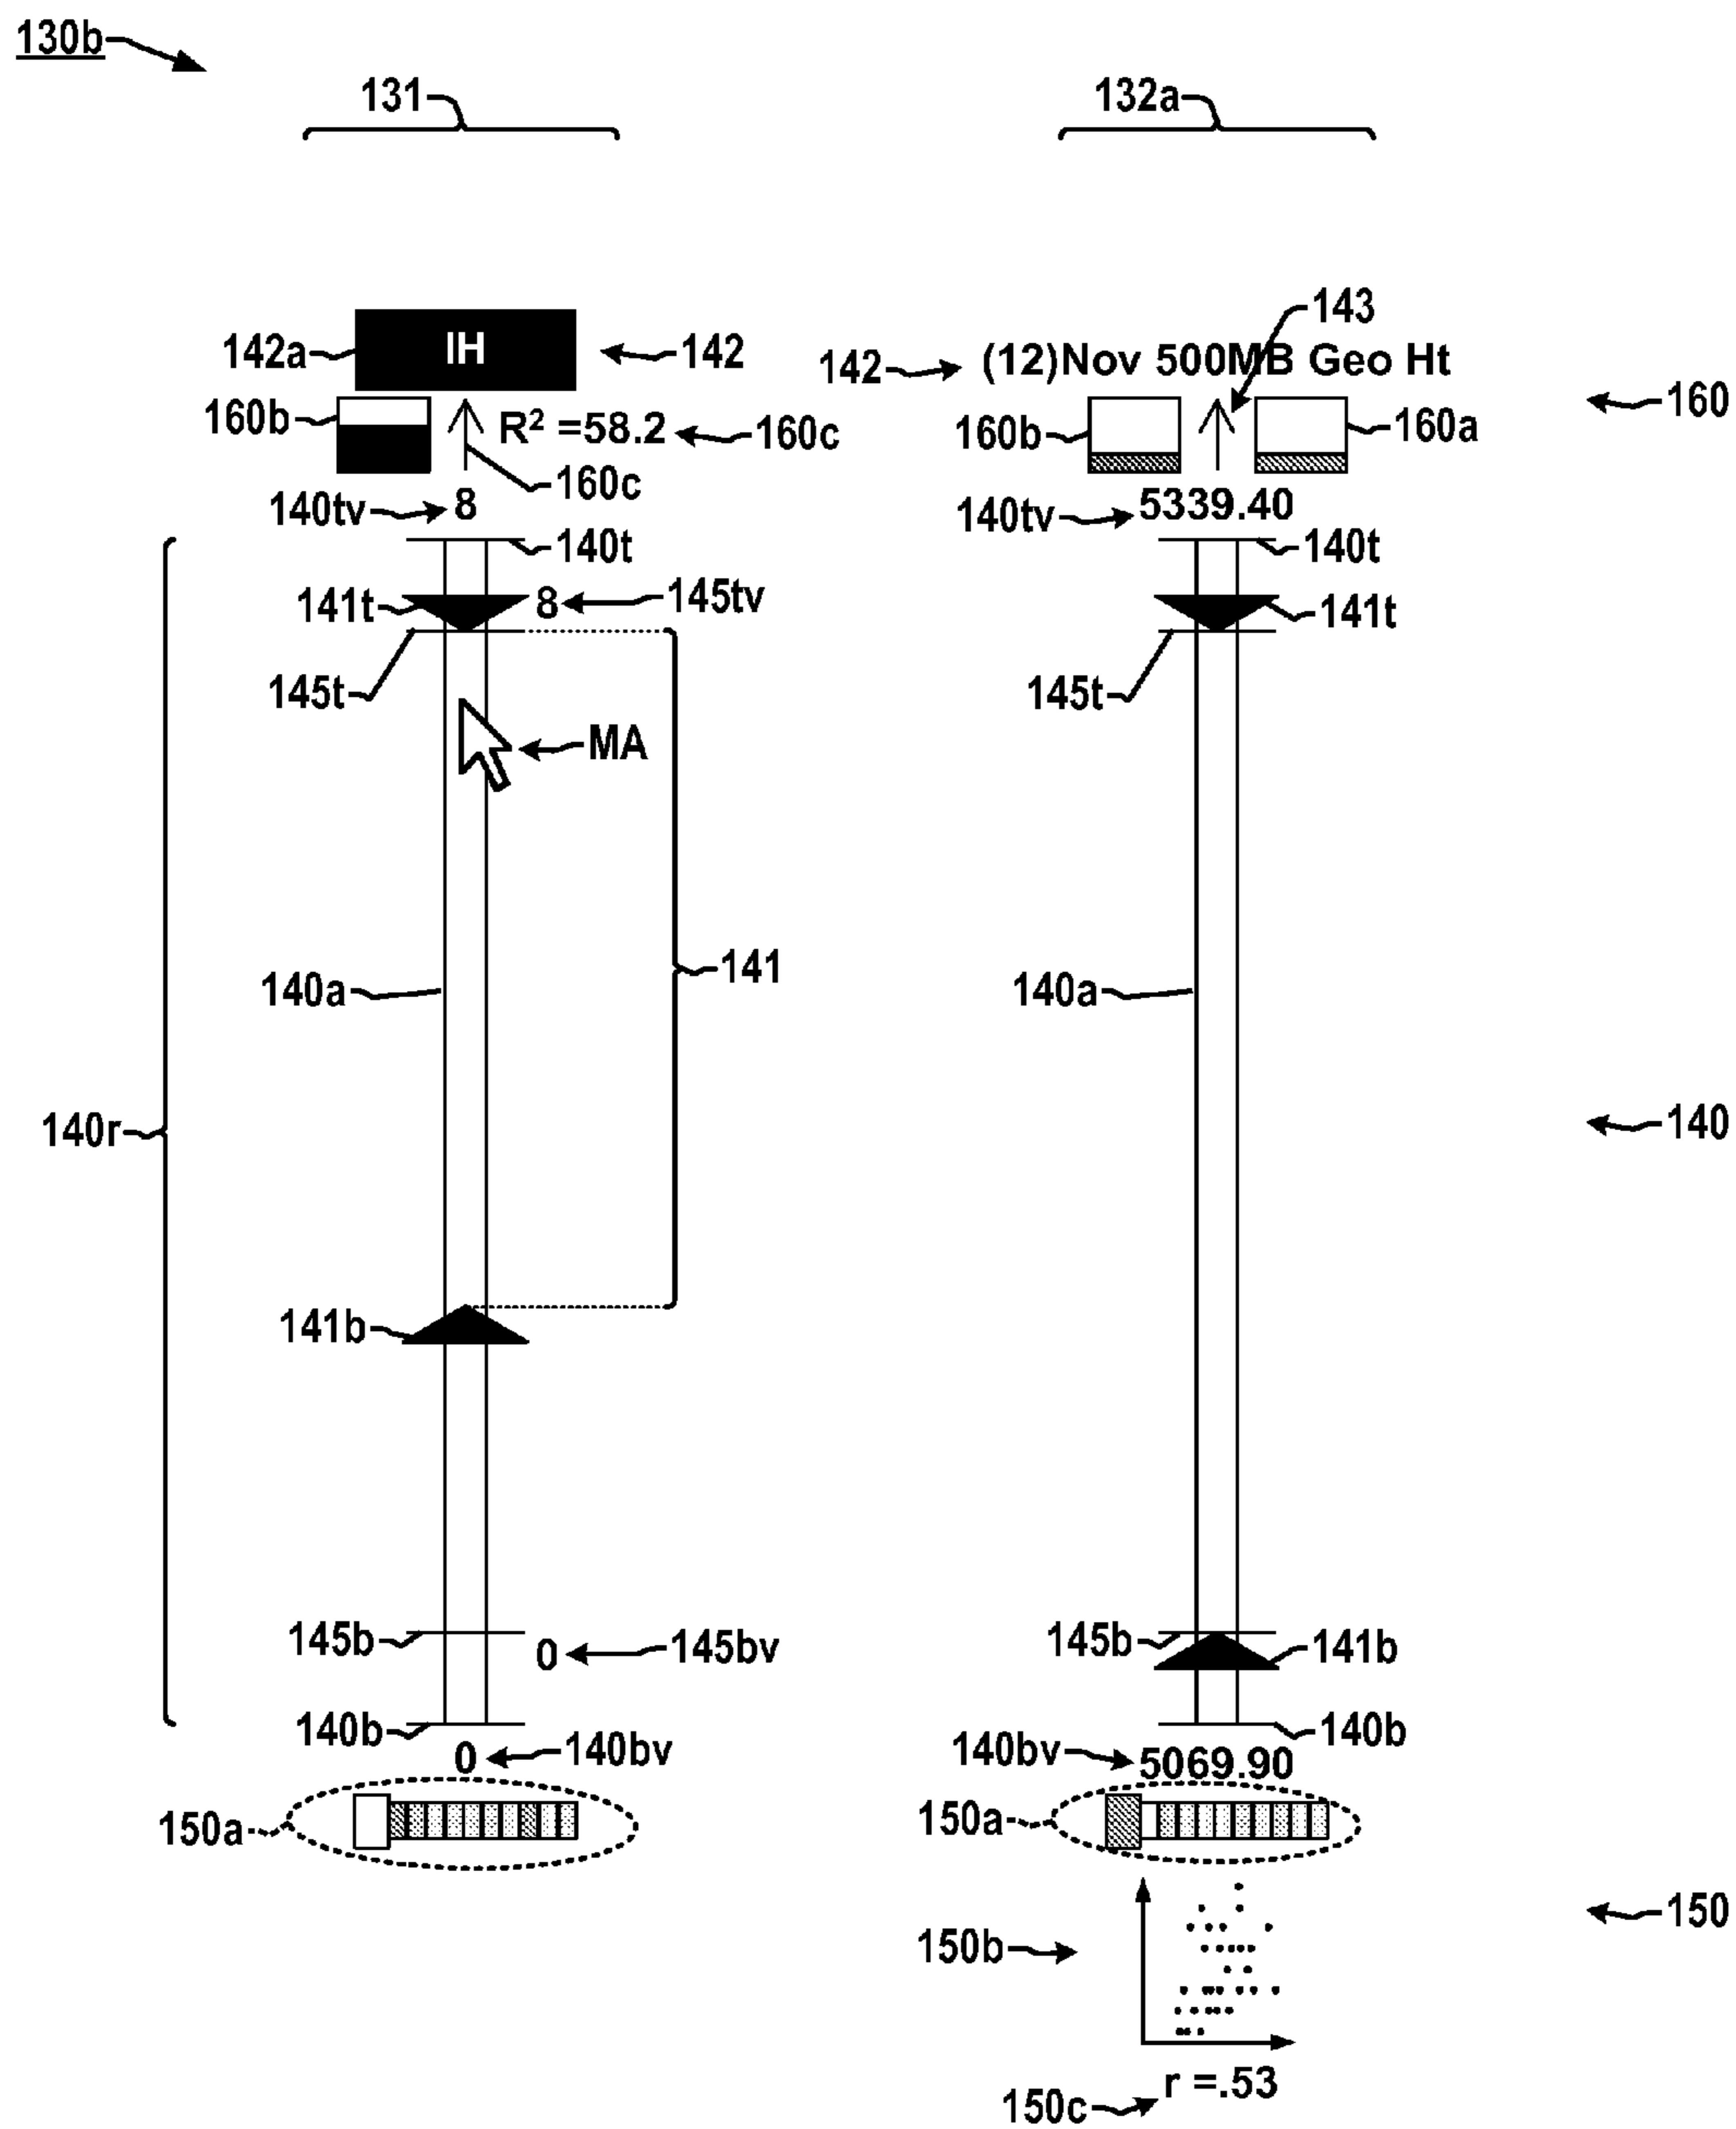 130b
131 132a
143
142a IH 142 142 (12)Nov 500MB Geo Ht
160
160b R² =58.2 160c 160b 160a
160c
140tv 8 140tv 5339.40
140t 140t
141t 8 145tv 141t
145t 145t
MA
141
140a 140a
140r 140
141b
145b 0 145bv 145b 141b
140b 140b
0 140bv 140bv 5069.90
150a 150a
150
150b
r =.53
150c